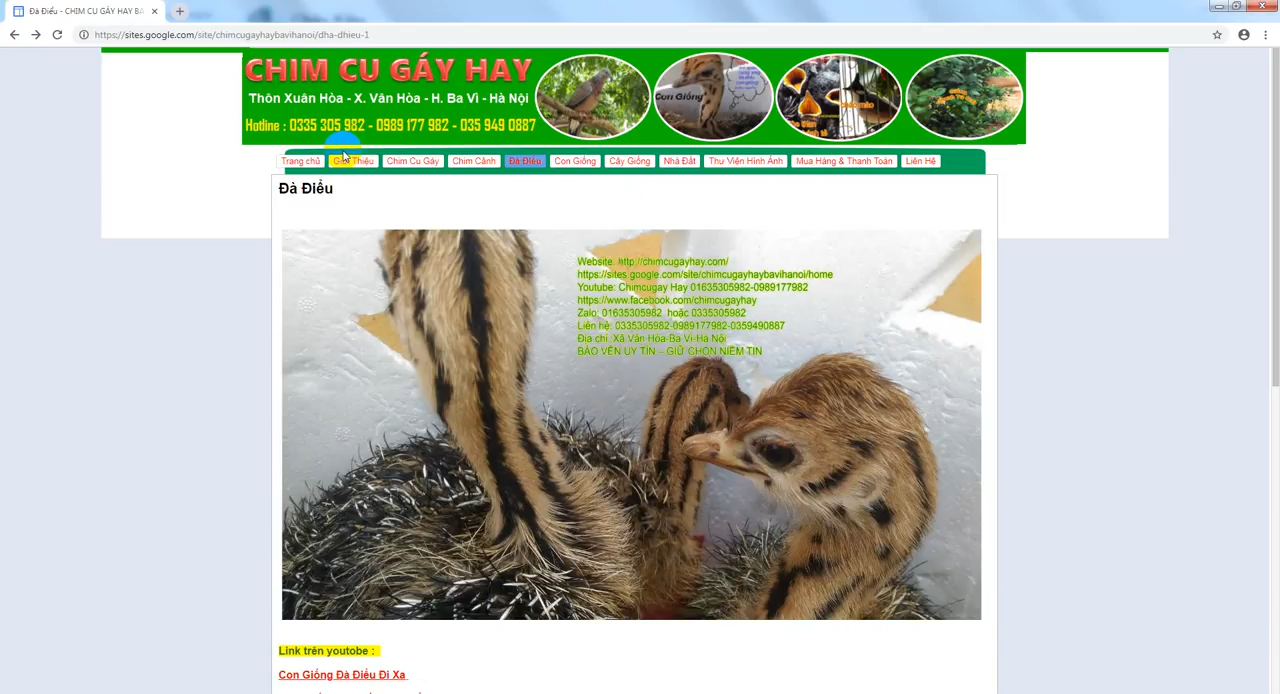 Đà Điểu - CHIM CU GÁY HAY BA
https://sites.google.com/site/chimcugayhaybavihanoi/dha-dhieu-1
CHIM CU GÁY HAY
Thôn Xuân Hòa - X. Vân Hòa - H. Ba Vì - Hà Nội
Hotline : 0335 305 982 - 0989 177 982 - 035 949 0887
Con Giống
Trang chủ Giới Thiệu Chim Cu Gáy Chim Cảnh Đà Điểu Con Giống Cây Giống Nhà Đất Thư Viện Hình Ảnh Mua Hàng & Thanh Toán Liên Hệ
Đà Điểu
Website: http://chimcugayhay.com/
https://sites.google.com/site/chimcugayhaybavihanoi/home
Youtube: Chimcugay Hay 01635305982-0989177982
https://www.facebook.com/chimcugayhay
Zalo: 01635305982 hoặc 0335305982
Liên hệ: 0335305982-0989177982-0359490887
Địa chỉ: Xã Vân Hòa-Ba Vì-Hà Nội
BẢO VỆN UY TÍN – GIỮ CHỌN NIỀM TIN
Link trên youtobe :
Con Giống Đà Điểu Đi Xa